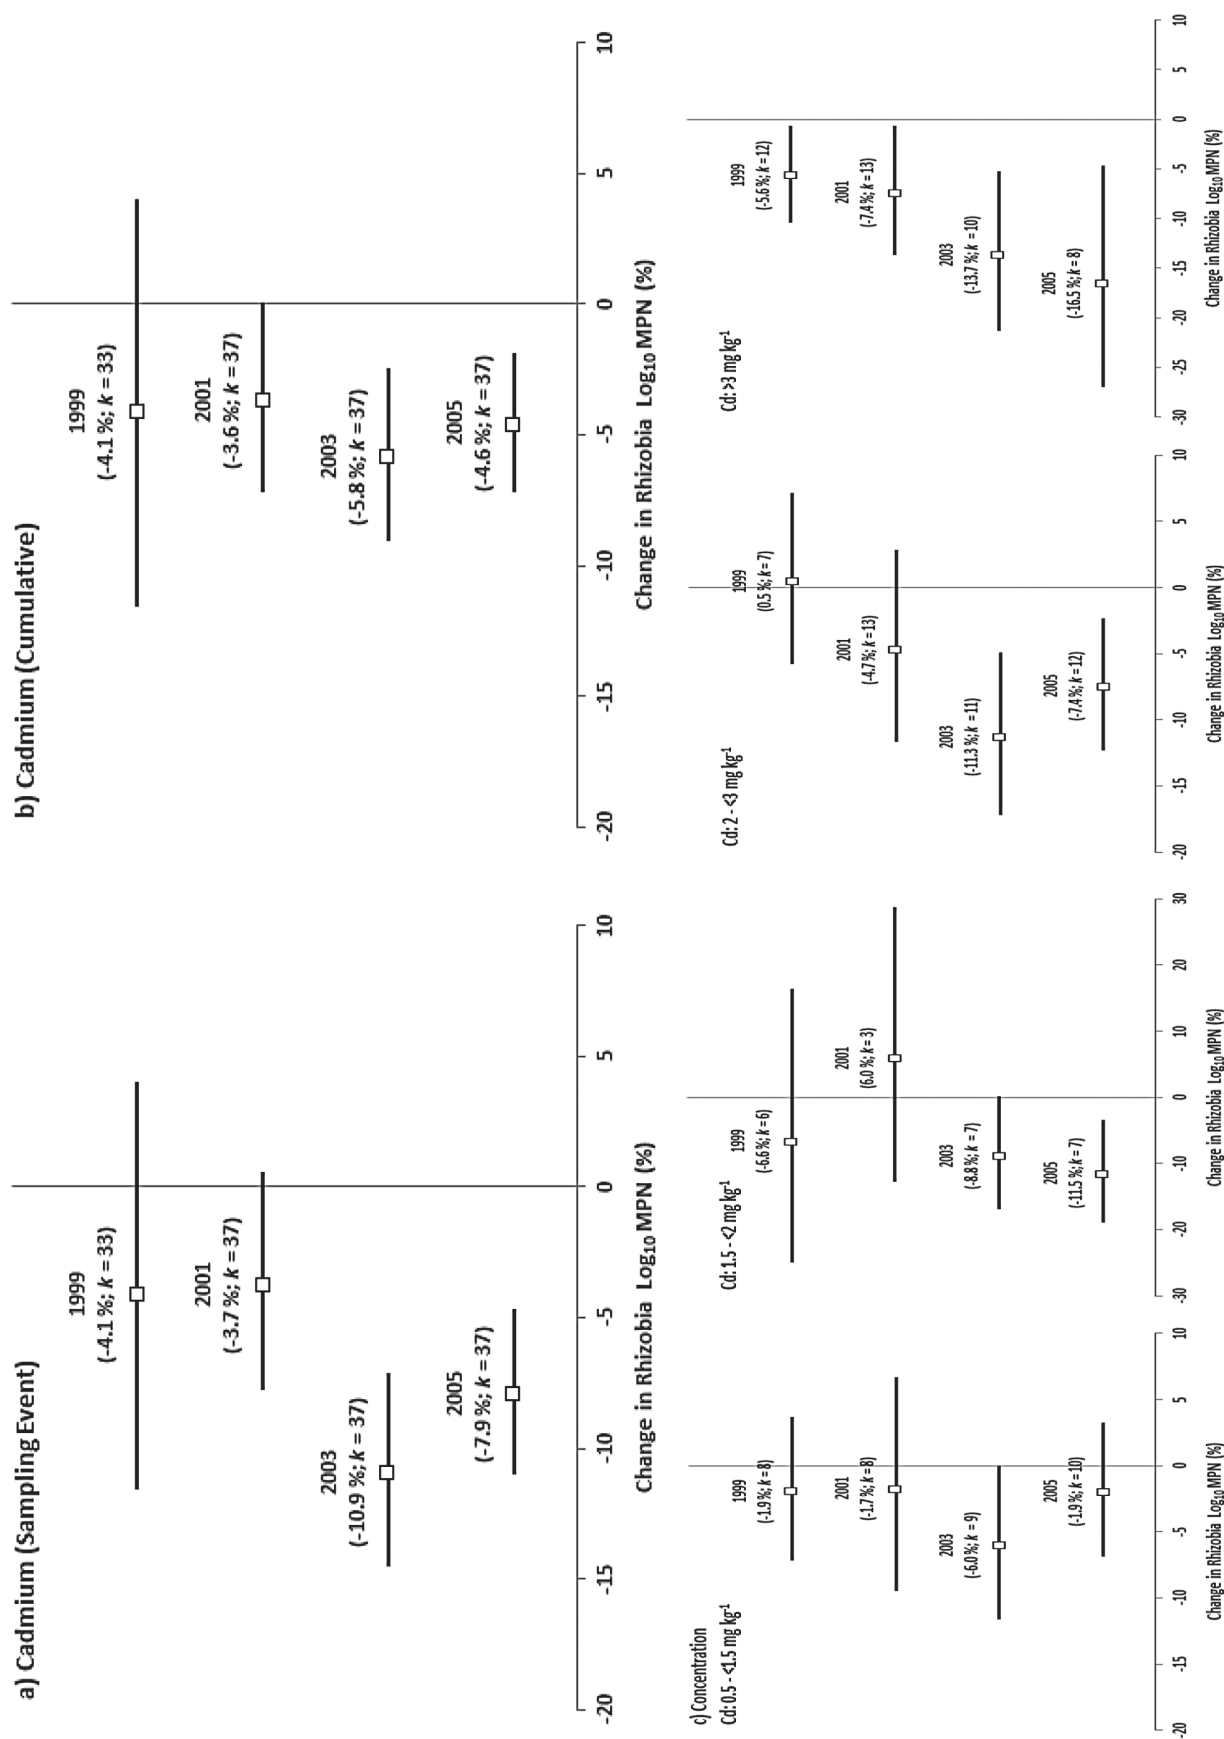 a) Cadmium (Sampling Event)
1999
(-4.1 %; k = 33)
2001
(-3.7 %; k = 37)
2003
(-10.9 %; k = 37)
2005
(-7.9 %; k = 37)
-20 -15 -10 -5 0 5 10
Change in Rhizobia Log10 MPN (%)
b) Cadmium (Cumulative)
1999
(-4.1 %; k = 33)
2001
(-3.6 %; k = 37)
2003
(-5.8 %; k = 37)
2005
(-4.6 %; k = 37)
-20 -15 -10 -5 0 5 10
Change in Rhizobia Log10 MPN (%)
c) Concentration
Cd: 0.5 - <1.5 mg kg-1
1999
(-1.9%; k = 8)
2001
(-1.7%; k = 8)
2003
(-6.0%; k = 9)
2005
(-1.9%; k = 10)
-20 -15 -10 -5 0 5 10
Change in Rhizobia Log10 MPN (%)
Cd: 1.5 - <2 mg kg-1
1999
(-6.6%; k = 6)
2001
(6.0 %; k = 3)
2003
(-8.8%; k = 7)
2005
(-11.5 %; k = 7)
-30 -20 -10 0 10 20 30
Change in Rhizobia Log10 MPN (%)
Cd: 2 - <3 mg kg-1
1999
(0.5 %; k = 7)
2001
(-4.7%; k = 13)
2003
(-11.3 %; k = 11)
2005
(-7.4%; k = 12)
-20 -15 -10 -5 0 5 10
Change in Rhizobia Log10 MPN (%)
Cd: >3 mg kg-1
1999
(-5.6%; k = 12)
2001
(-7.4%; k = 13)
2003
(-13.7 %; k = 10)
2005
(-16.5 %; k = 8)
-30 -25 -20 -15 -10 -5 0 5 10
Change in Rhizobia Log10 MPN (%)